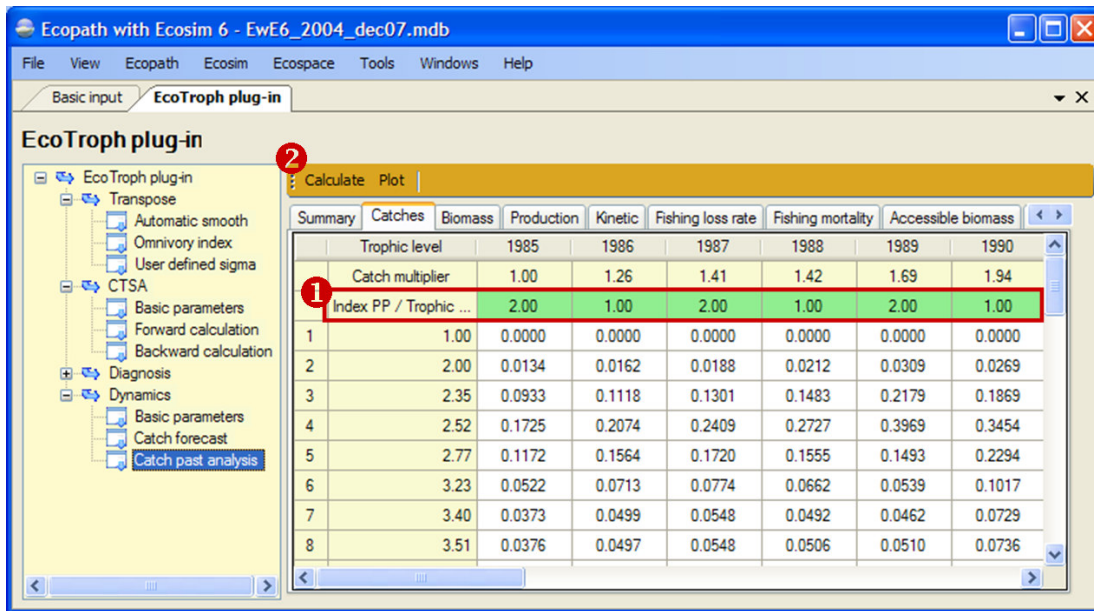 Ecopath with Ecosim 6 - EwE6_2004_dec07.mdb
File View Ecopath Ecosim Ecospace Tools Windows Help
Basic input EcoTroph plug-in
EcoTroph plug-in
EcoTroph plug-in
Transpose
Automatic smooth
Omnivory index
User defined sigma
CTSA
Basic parameters
Forward calculation
Backward calculation
Diagnosis
Dynamics
Basic parameters
Catch forecast
Catch past analysis
2
Calculate Plot
Summary Catches Biomass Production Kinetic Fishing loss rate Fishing mortality Accessible biomass
Trophic level 1985 1986 1987 1988 1989 1990
Catch multiplier 1.00 1.26 1.41 1.42 1.69 1.94
1
Index PP / Trophic ... 2.00 1.00 2.00 1.00 2.00 1.00
1 1.00 0.0000 0.0000 0.0000 0.0000 0.0000 0.0000
2 2.00 0.0134 0.0162 0.0188 0.0212 0.0309 0.0269
3 2.35 0.0933 0.1118 0.1301 0.1483 0.2179 0.1869
4 2.52 0.1725 0.2074 0.2409 0.2727 0.3969 0.3454
5 2.77 0.1172 0.1564 0.1720 0.1555 0.1493 0.2294
6 3.23 0.0522 0.0713 0.0774 0.0662 0.0539 0.1017
7 3.40 0.0373 0.0499 0.0548 0.0492 0.0462 0.0729
8 3.51 0.0376 0.0497 0.0548 0.0506 0.0510 0.0736